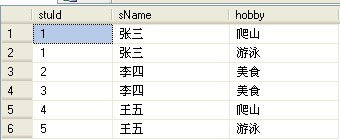 stuId sName hobby
1 1 张三 爬山
2 1 张三 游泳
3 2 李四 美食
4 3 李四 美食
5 4 王五 爬山
6 5 王五 游泳